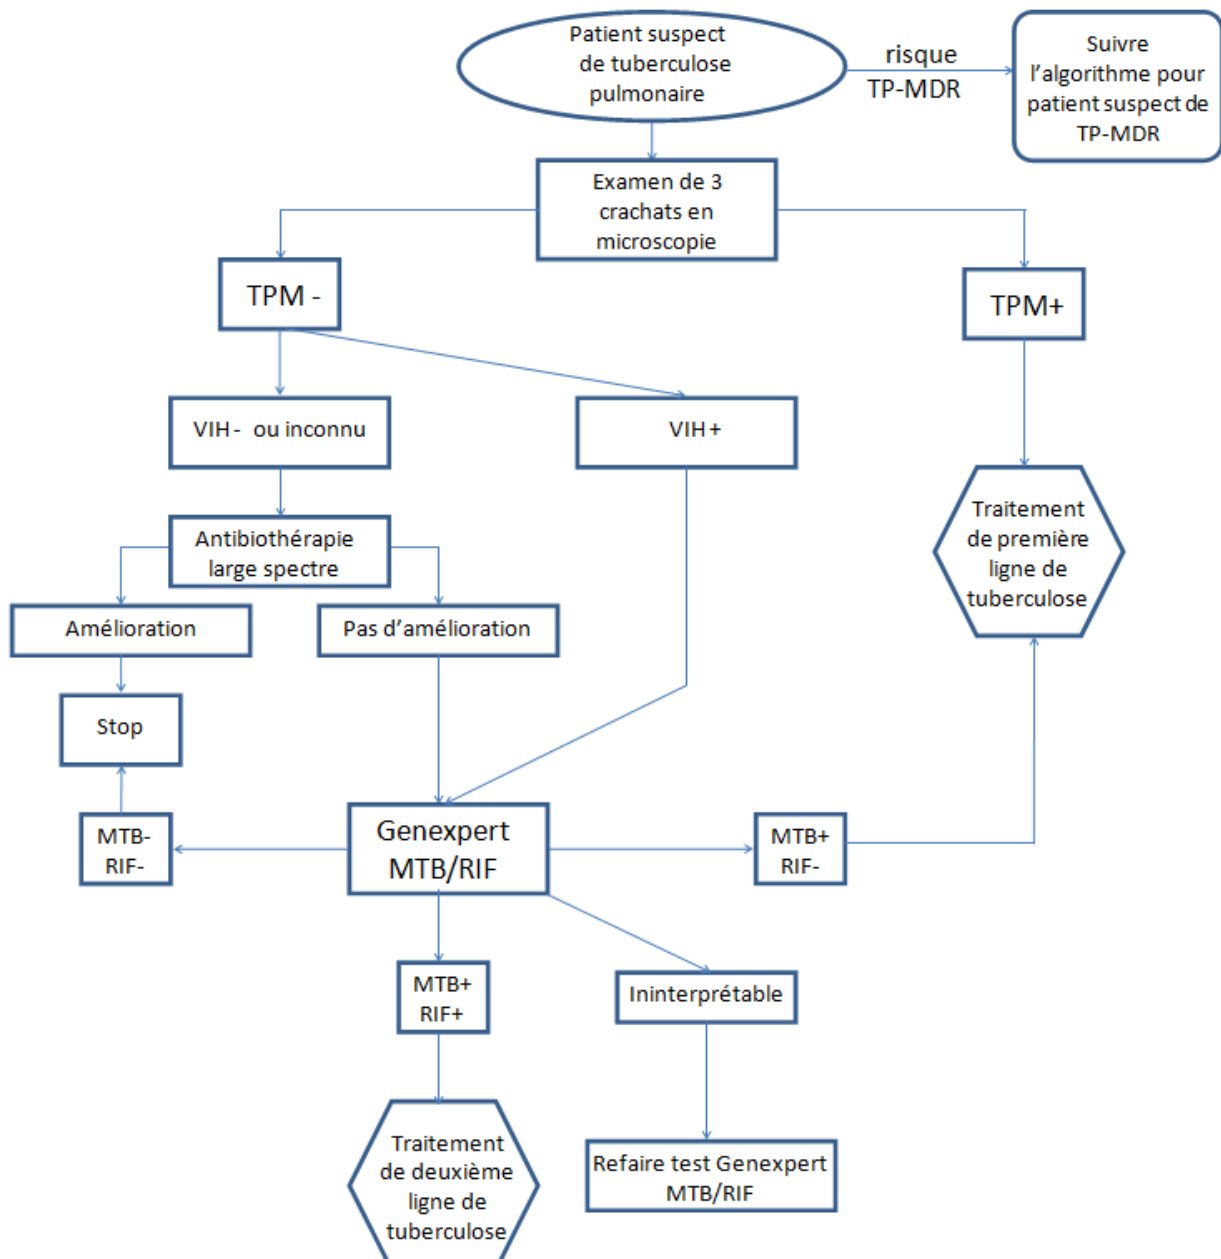 Patient suspect
de tuberculose
pulmonaire
risque
TP-MDR
Suivre
l’algorithme pour
patient suspect de
TP-MDR
Examen de 3
crachats en
microscopie
TPM -
TPM+
VIH - ou inconnu
VIH +
Antibiothérapie
large spectre
Traitement
de première
ligne de
tuberculose
Amélioration
Pas d’amélioration
Stop
MTB-
RIF-
Genexpert
MTB/RIF
MTB+
RIF-
MTB+
RIF+
Ininterprétable
Traitement
de deuxième
ligne de
tuberculose
Refaire test Genexpert
MTB/RIF